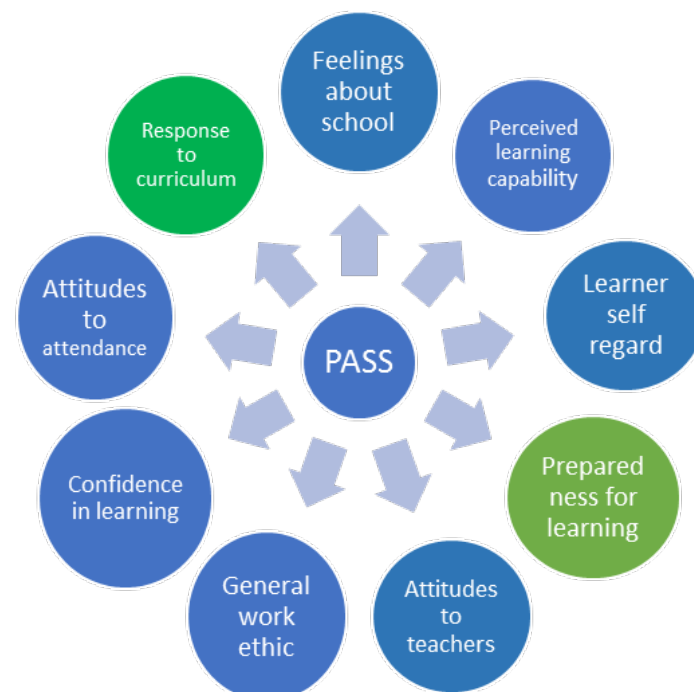 Feelings
about
school
Perceived
learning
capability
Learner
self
regard
Prepared
ness for
learning
Attitudes
to
teachers
General
work
ethic
Confidence
in learning
Attitudes
to
attendance
Response
to
curriculum
PASS